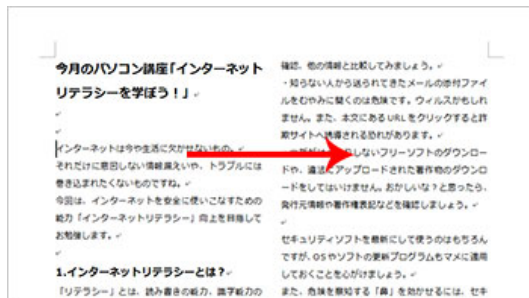 今月のパソコン講座「インターネット
リテラシーを学ぼう！」
インターネットは今や生活に欠かせないもの。
それだけに意図しない情報漏えいや、トラブルには
巻き込まれたくないものですね。
今回は、インターネットを安全に使いこなすための
能力「インターネットリテラシー」向上を目指して
お勉強します。
1.インターネットリテラシーとは？
「リテラシー」とは、読み書きの能力、識字能力の
確認、他の情報と比較してみましょう。
・知らない人から送られてきたメールの添付ファイ
ルをむやみに開くのは危険です。ウィルスかもしれ
ません。また、本文にあるURLをクリックすると詐
欺サイトへ誘導される恐れがあります。
しないフリーソフトのダウンロー
ドや、違法にアップロードされた著作物のダウンロ
ードをしてはいけません。おかしいな？と思ったら、
発行元情報や著作権表記などを確認しましょう。
セキュリティソフトを最新にして使うのはもちろん
ですが、OSやソフトの更新プログラムもマメに適用
しておくことを心がけましょう。
また、危険を察知する「鼻」を効かせるには、セキ